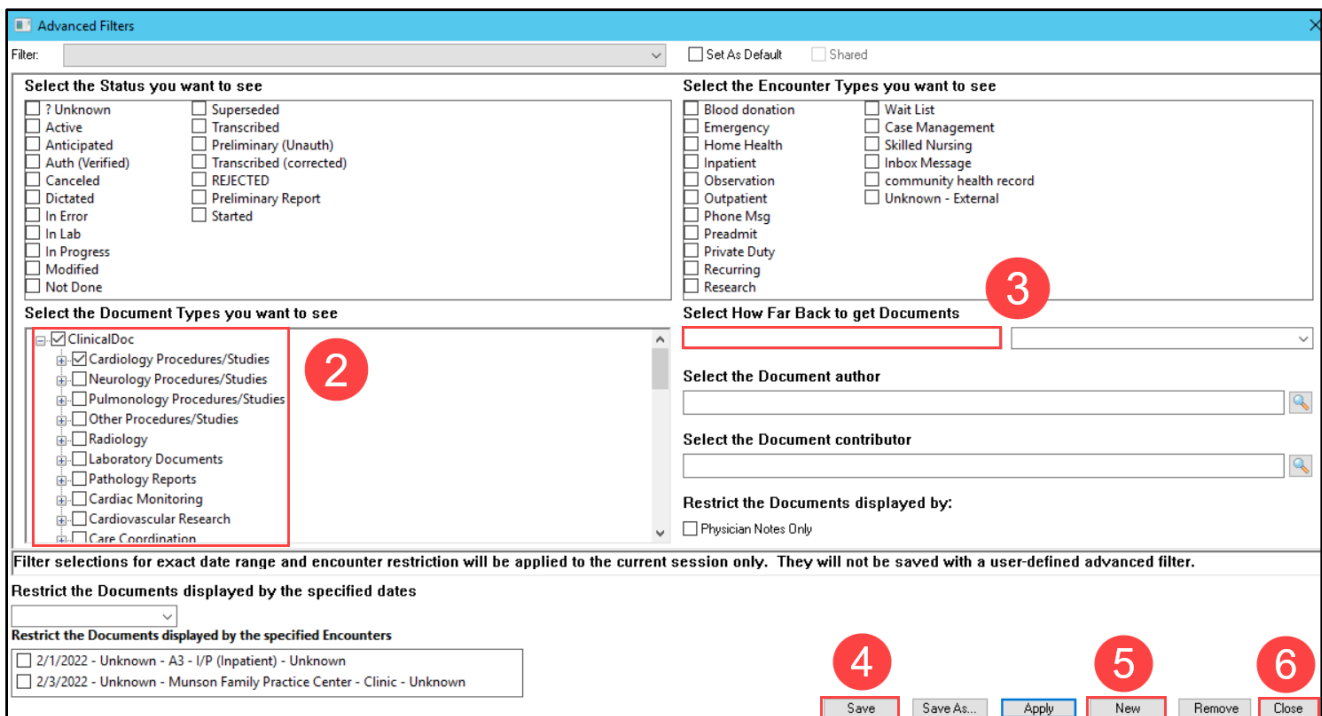 Advanced Filters
Filter: Set As Default Shared
Select the Status you want to see
? Unknown Superseded
Active Transcribed
Anticipated Preliminary (Unauth)
Auth (Verified) Transcribed (corrected)
Canceled REJECTED
Dictated Preliminary Report
In Error Started
In Lab
In Progress
Modified
Not Done
Select the Encounter Types you want to see
Blood donation Wait List
Emergency Case Management
Home Health Skilled Nursing
Inpatient Inbox Message
Observation community health record
Outpatient Unknown - External
Phone Msg
Preadmit
Private Duty
Recurring
Research
Select the Document Types you want to see
ClinicalDoc
Cardiology Procedures/Studies
Neurology Procedures/Studies
Pulmonology Procedures/Studies
Other Procedures/Studies
Radiology
Laboratory Documents
Pathology Reports
Cardiac Monitoring
Cardiovascular Research
Care Coordination
2
3
Select How Far Back to get Documents
Select the Document author
Select the Document contributor
Restrict the Documents displayed by:
Physician Notes Only
Filter selections for exact date range and encounter restriction will be applied to the current session only. They will not be saved with a user-defined advanced filter.
Restrict the Documents displayed by the specified dates
Restrict the Documents displayed by the specified Encounters
2/1/2022 - Unknown - A3 - I/P (Inpatient) - Unknown
2/3/2022 - Unknown - Munson Family Practice Center - Clinic - Unknown
4 5 6
Save Save As... Apply New Remove Close